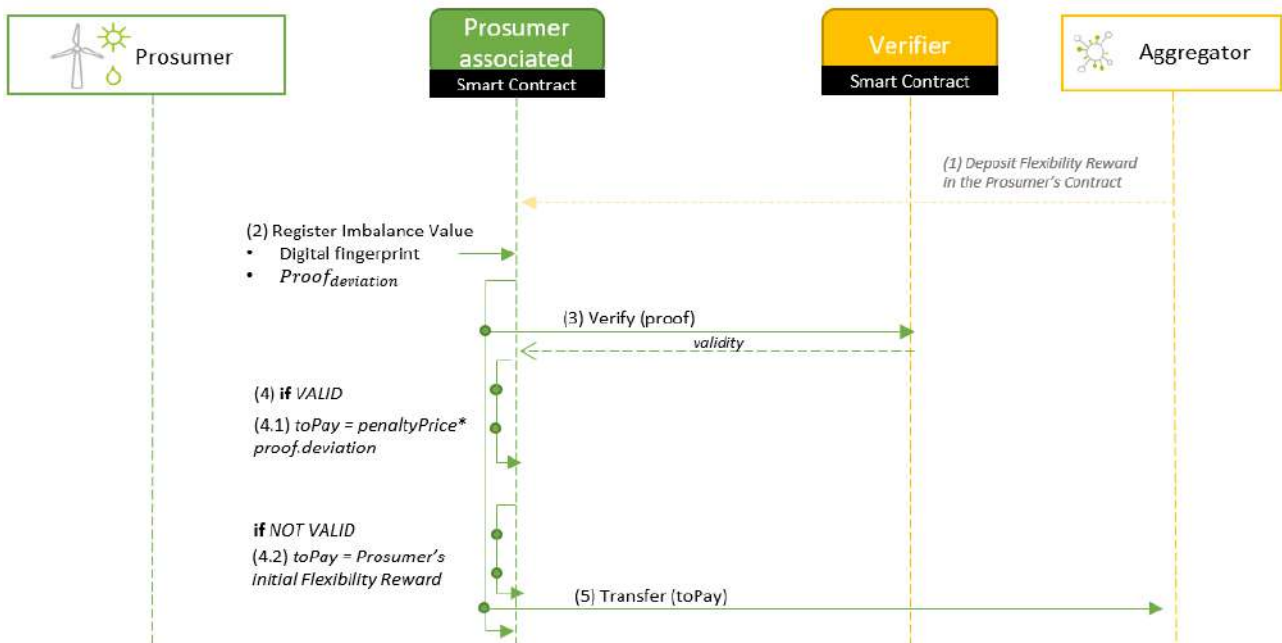 Prosumer
Prosumer
associated
Smart Contract
Verifier
Smart Contract
Aggregator
(1) Deposit Flexibility Reward
in the Prosumer's Contract
(2) Register Imbalance Value
• Digital fingerprint
• Proof_deviation
(3) Verify (proof)
validity
(4) if VALID
(4.1) toPay = penaltyPrice*
proof.deviation
if NOT VALID
(4.2) toPay = Prosumer's
initial Flexibility Reward
(5) Transfer (toPay)